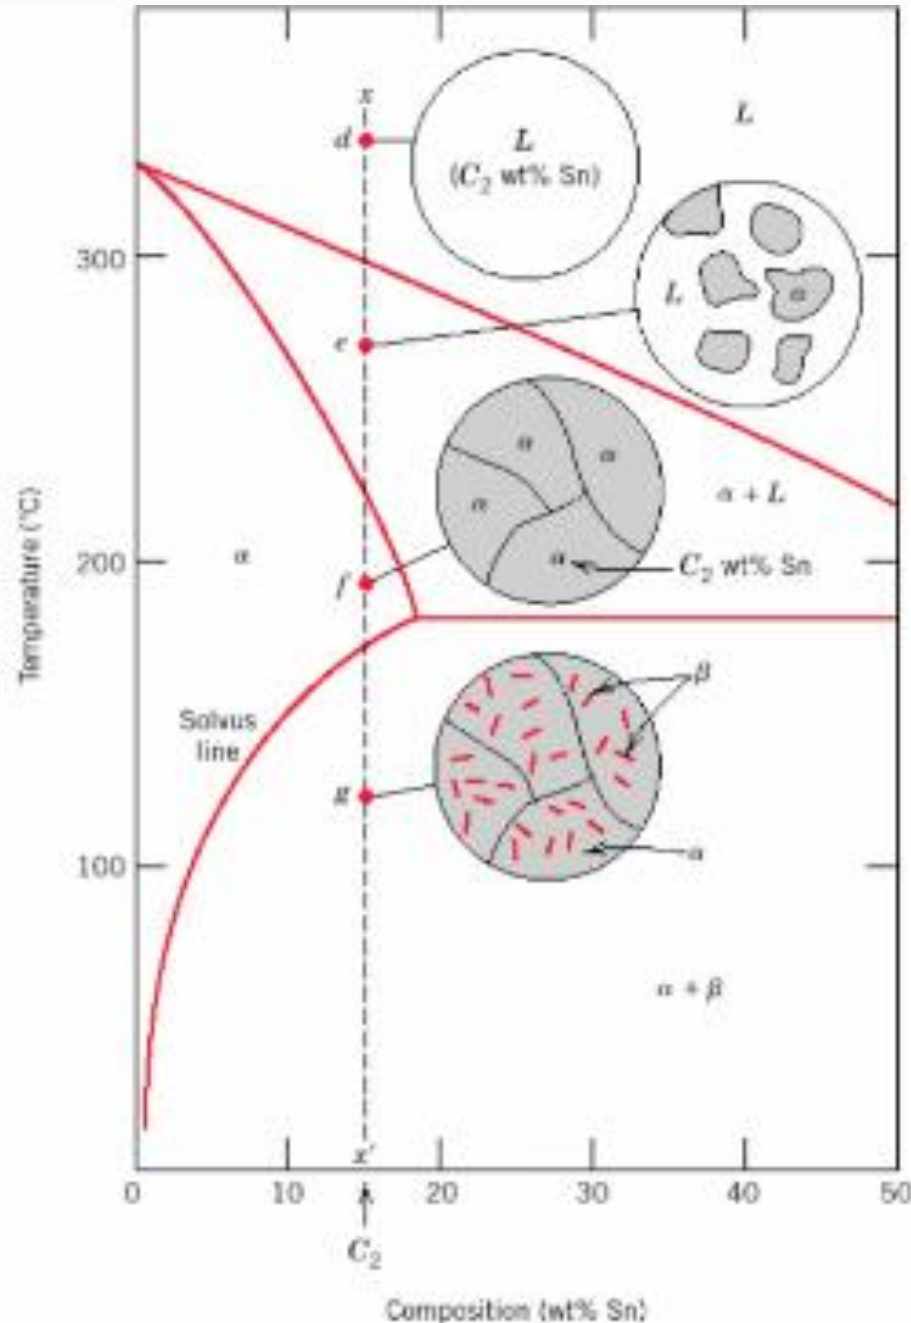 x
d
L
(C₂ wt% Sn)
L
300
L
α
e
α
α
α
α + L
α
200
α
C₂ wt% Sn
f
Temperature (°C)
Solvus
line
β
g
α
100
α + β
x'
0
10
20
30
40
50
C₂
Composition (wt% Sn)